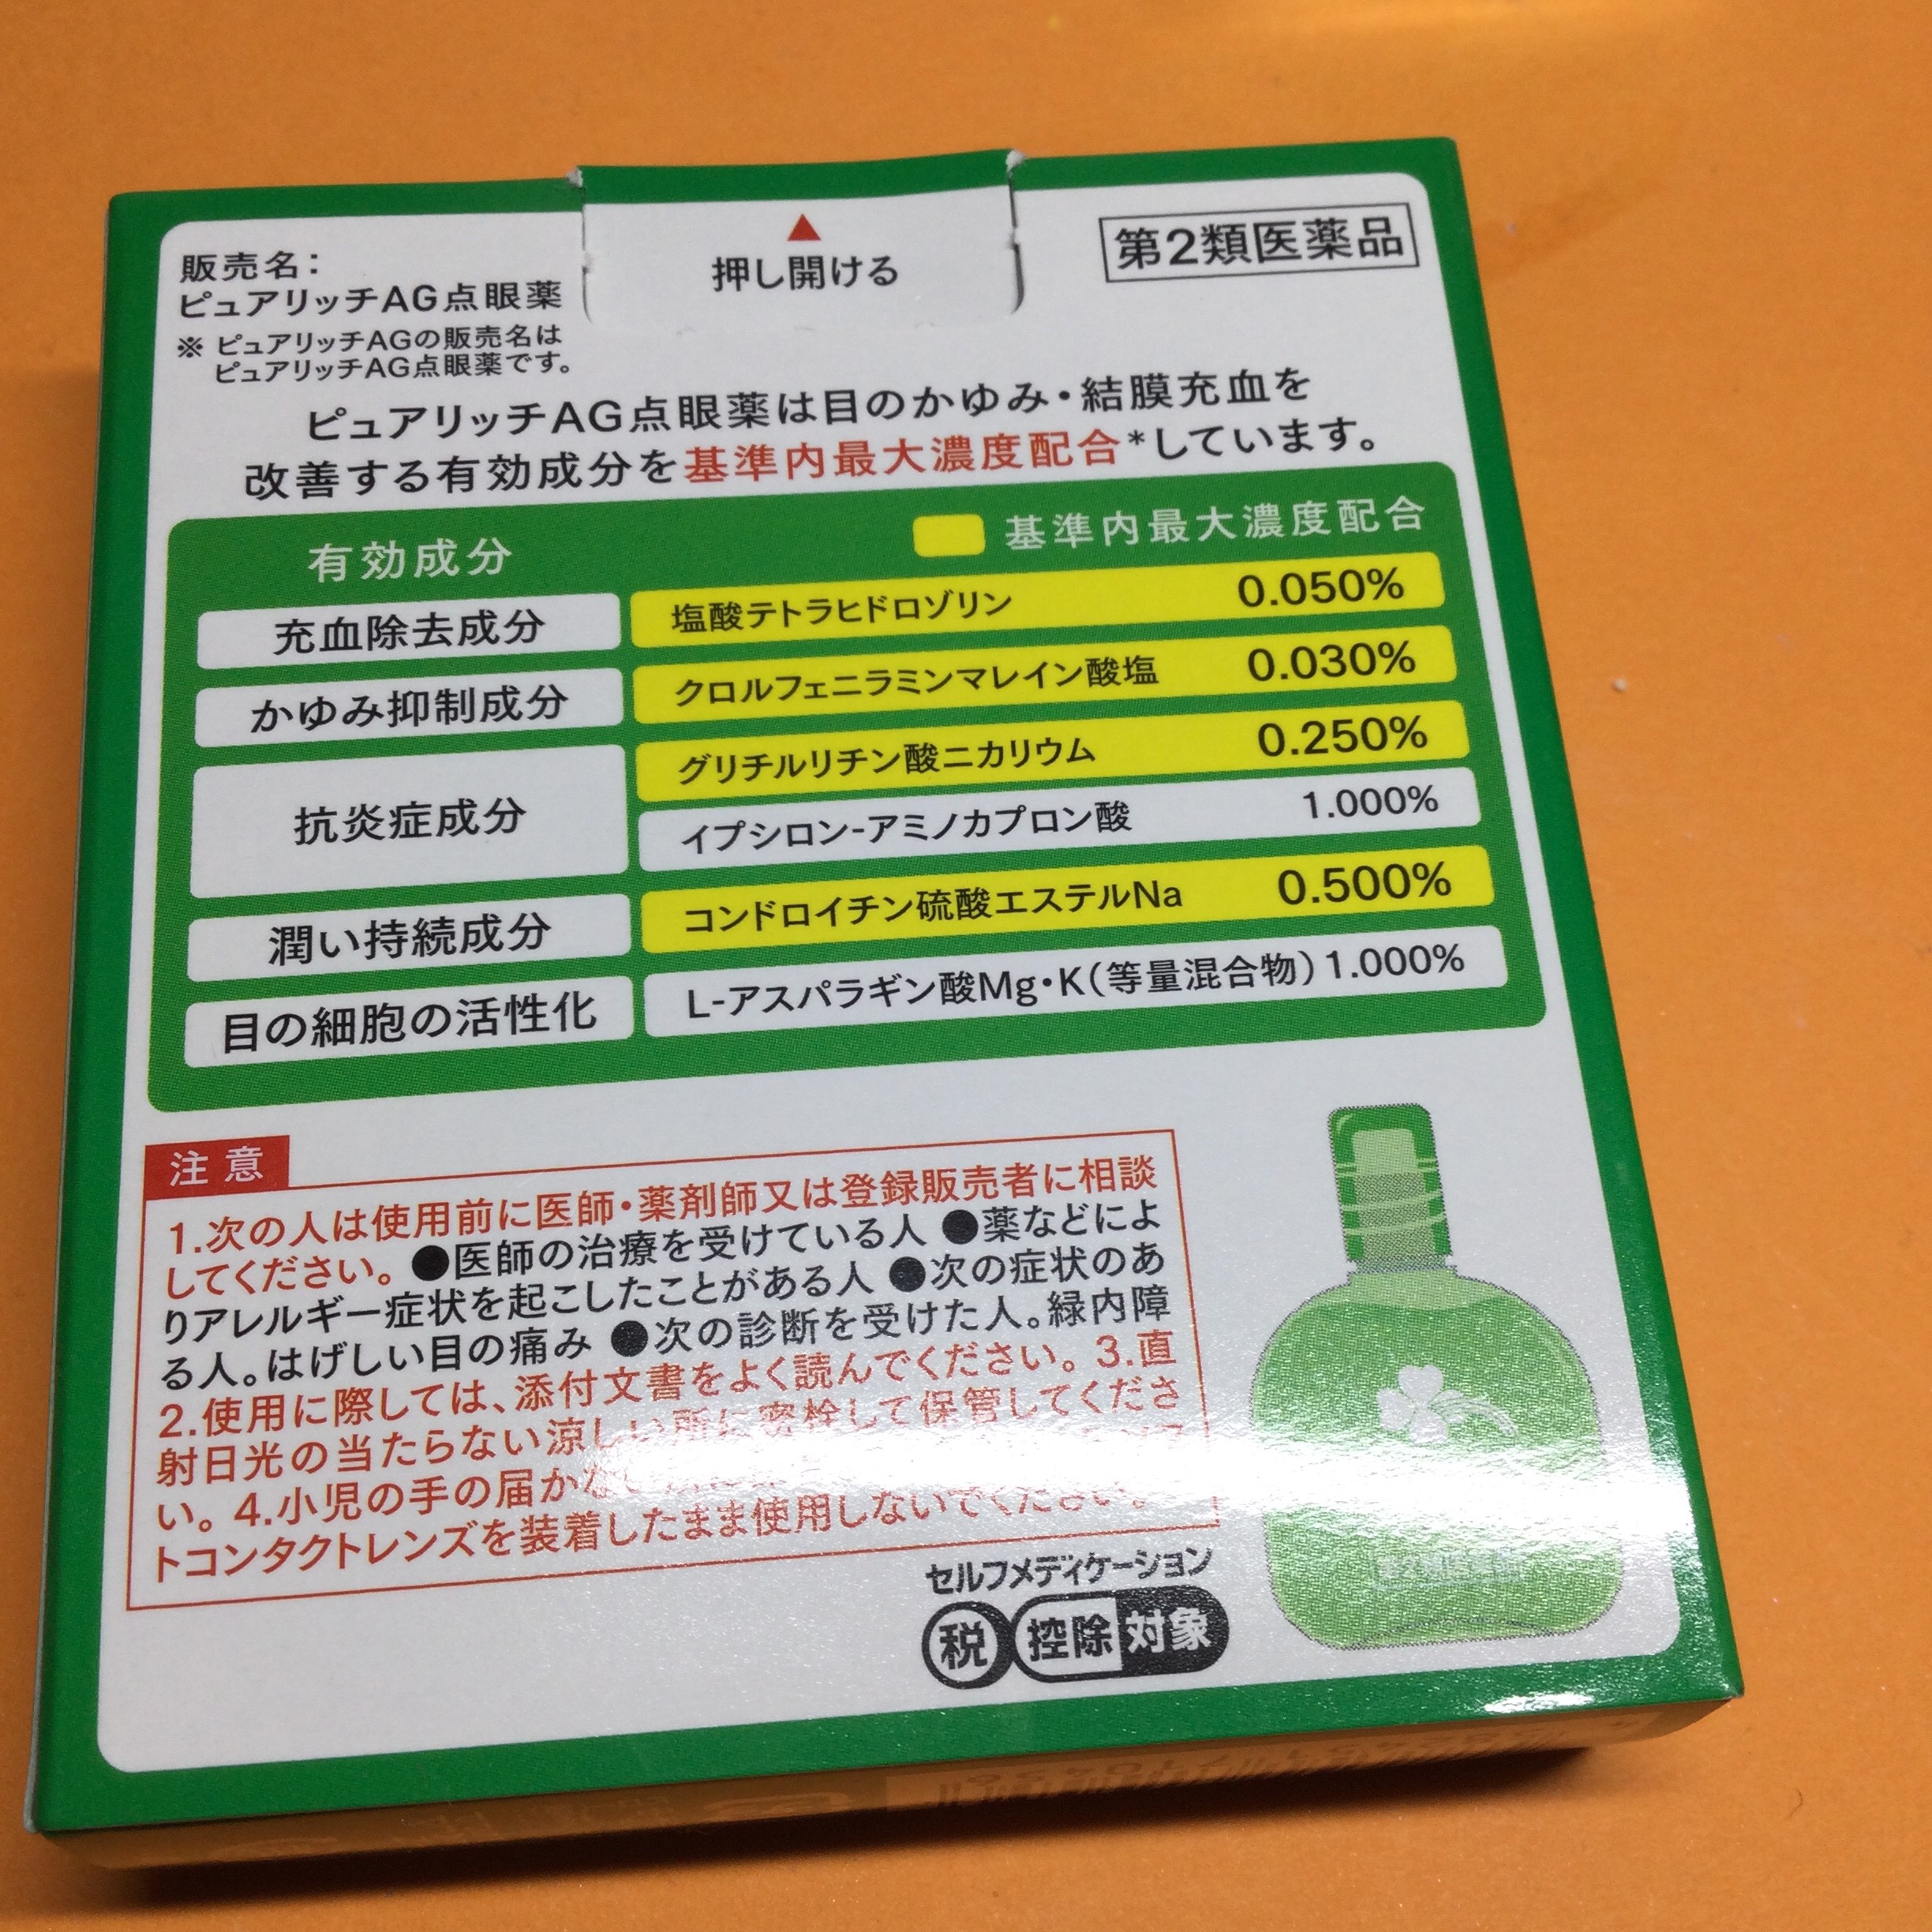 販売名：
ピュアリッチAG点眼薬
※ ピュアリッチAGの販売名は
ピュアリッチAG点眼薬です。
▲
押し開ける
第2類医薬品
ピュアリッチAG点眼薬は目のかゆみ・結膜充血を
改善する有効成分を基準内最大濃度配合*しています。
有効成分
基準内最大濃度配合
充血除去成分 塩酸テトラヒドロゾリン 0.050%
かゆみ抑制成分 クロルフェニラミンマレイン酸塩 0.030%
抗炎症成分 グリチルリチン酸ニカリウム 0.250%
イプシロン-アミノカプロン酸 1.000%
潤い持続成分 コンドロイチン硫酸エステルNa 0.500%
目の細胞の活性化 L-アスパラギン酸Mg・K(等量混合物) 1.000%
注意
1.次の人は使用前に医師・薬剤師又は登録販売者に相談
してください。●医師の治療を受けている人 ●薬などによ
りアレルギー症状を起こしたことがある人 ●次の症状のあ
る人。はげしい目の痛み ●次の診断を受けた人。緑内障
2.使用に際しては、添付文書をよく読んでください。3.直
射日光の当たらない涼しい所に密栓して保管してくださ
い。4.小児の手の届かない
トコンタクトレンズを装着したまま使用しないでください。
セルフメディケーション
税 控除対象